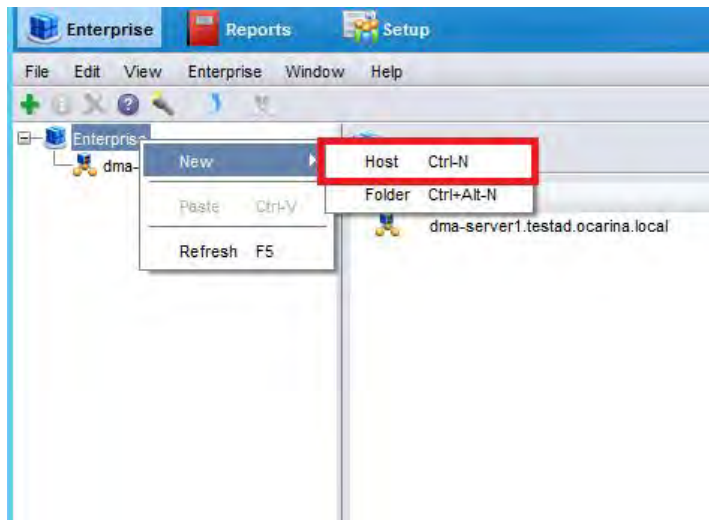 Enterprise Reports Setup
File Edit View Enterprise Window Help
Enterprise
dma-
New
Paste Ctrl-V
Refresh F5
Host Ctrl-N
Folder Ctrl+Alt-N
dma-server1.testad.ocarina.local